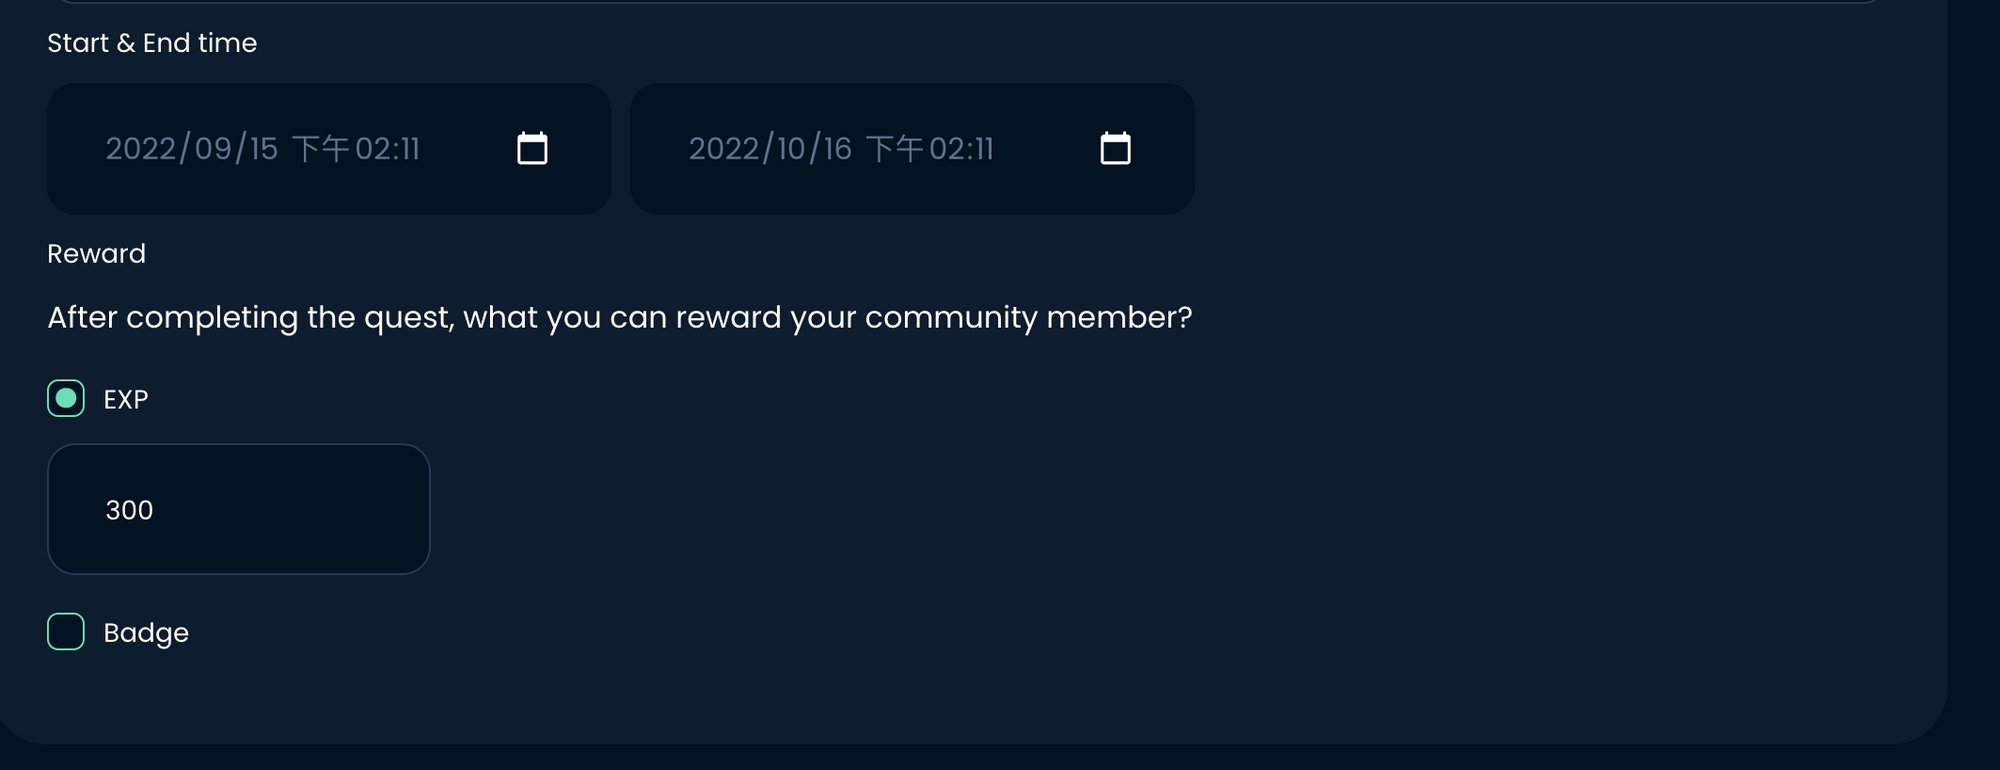 Start & End time
2022/09/15 下午 02:11 2022/10/16 下午 02:11
Reward
After completing the quest, what you can reward your community member?
EXP
300
Badge